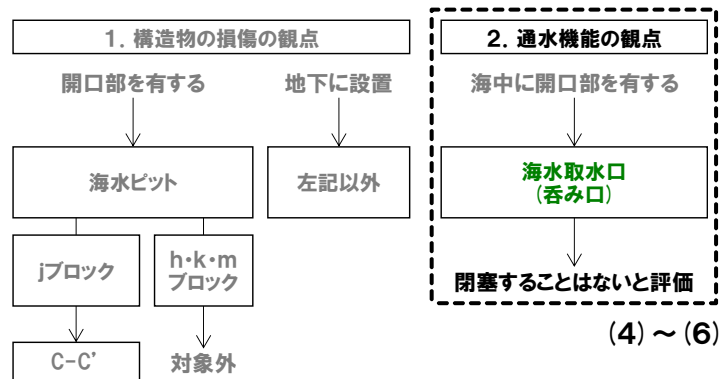 1. 構造物の損傷の観点
開口部を有する
地下に設置
海水ピット
左記以外
jブロック
h・k・m
ブロック
C-C’
対象外
2. 通水機能の観点
海中に開口部を有する
海水取水口
(呑み口)
閉塞することはないと評価
(4)～(6)